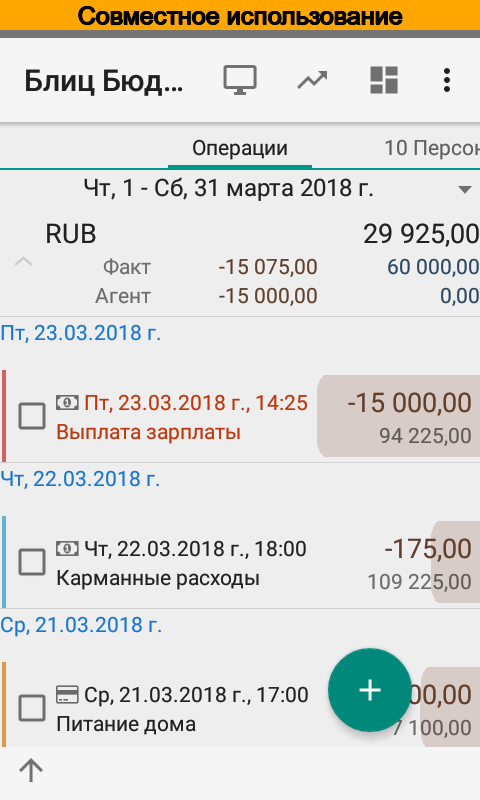 Совместное использование
Блиц Бюд...
Операции 10 Персон
Чт, 1 - Сб, 31 марта 2018 г.
RUB 29 925,00
Факт -15 075,00 60 000,00
Агент -15 000,00 0,00
Пт, 23.03.2018 г.
Пт, 23.03.2018 г., 14:25 -15 000,00
Выплата зарплаты 94 225,00
Чт, 22.03.2018 г.
Чт, 22.03.2018 г., 18:00 -175,00
Карманные расходы 109 225,00
Ср, 21.03.2018 г.
Ср, 21.03.2018 г., 17:00 00,00
Питание дома 7 100,00